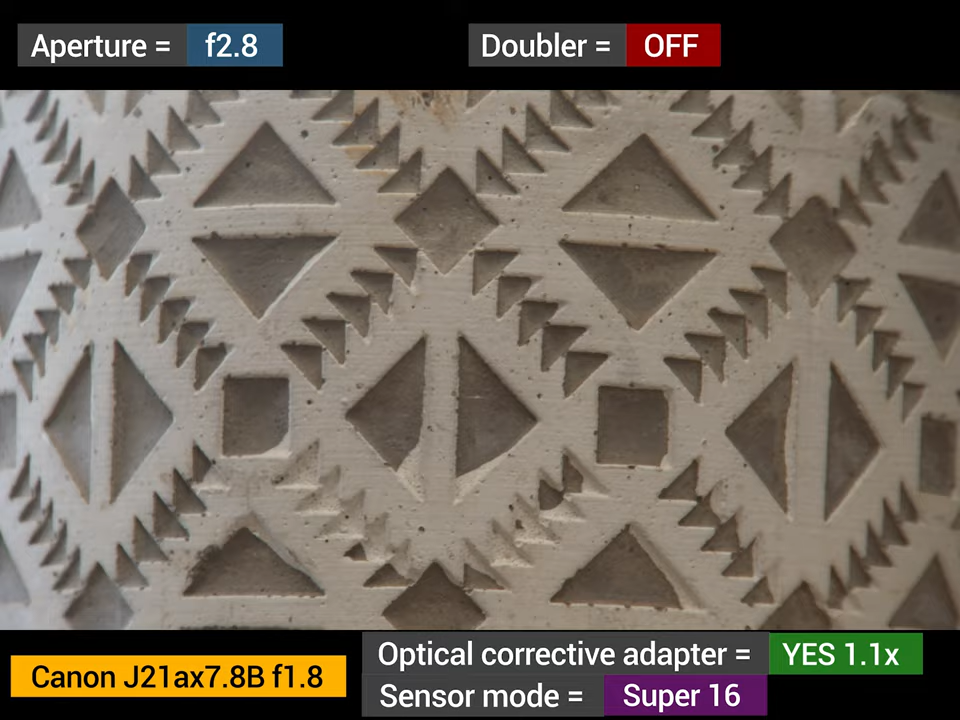 Aperture = f2.8
Doubler = OFF
Optical corrective adapter = YES 1.1x
Canon J21ax7.8B f1.8
Sensor mode = Super 16